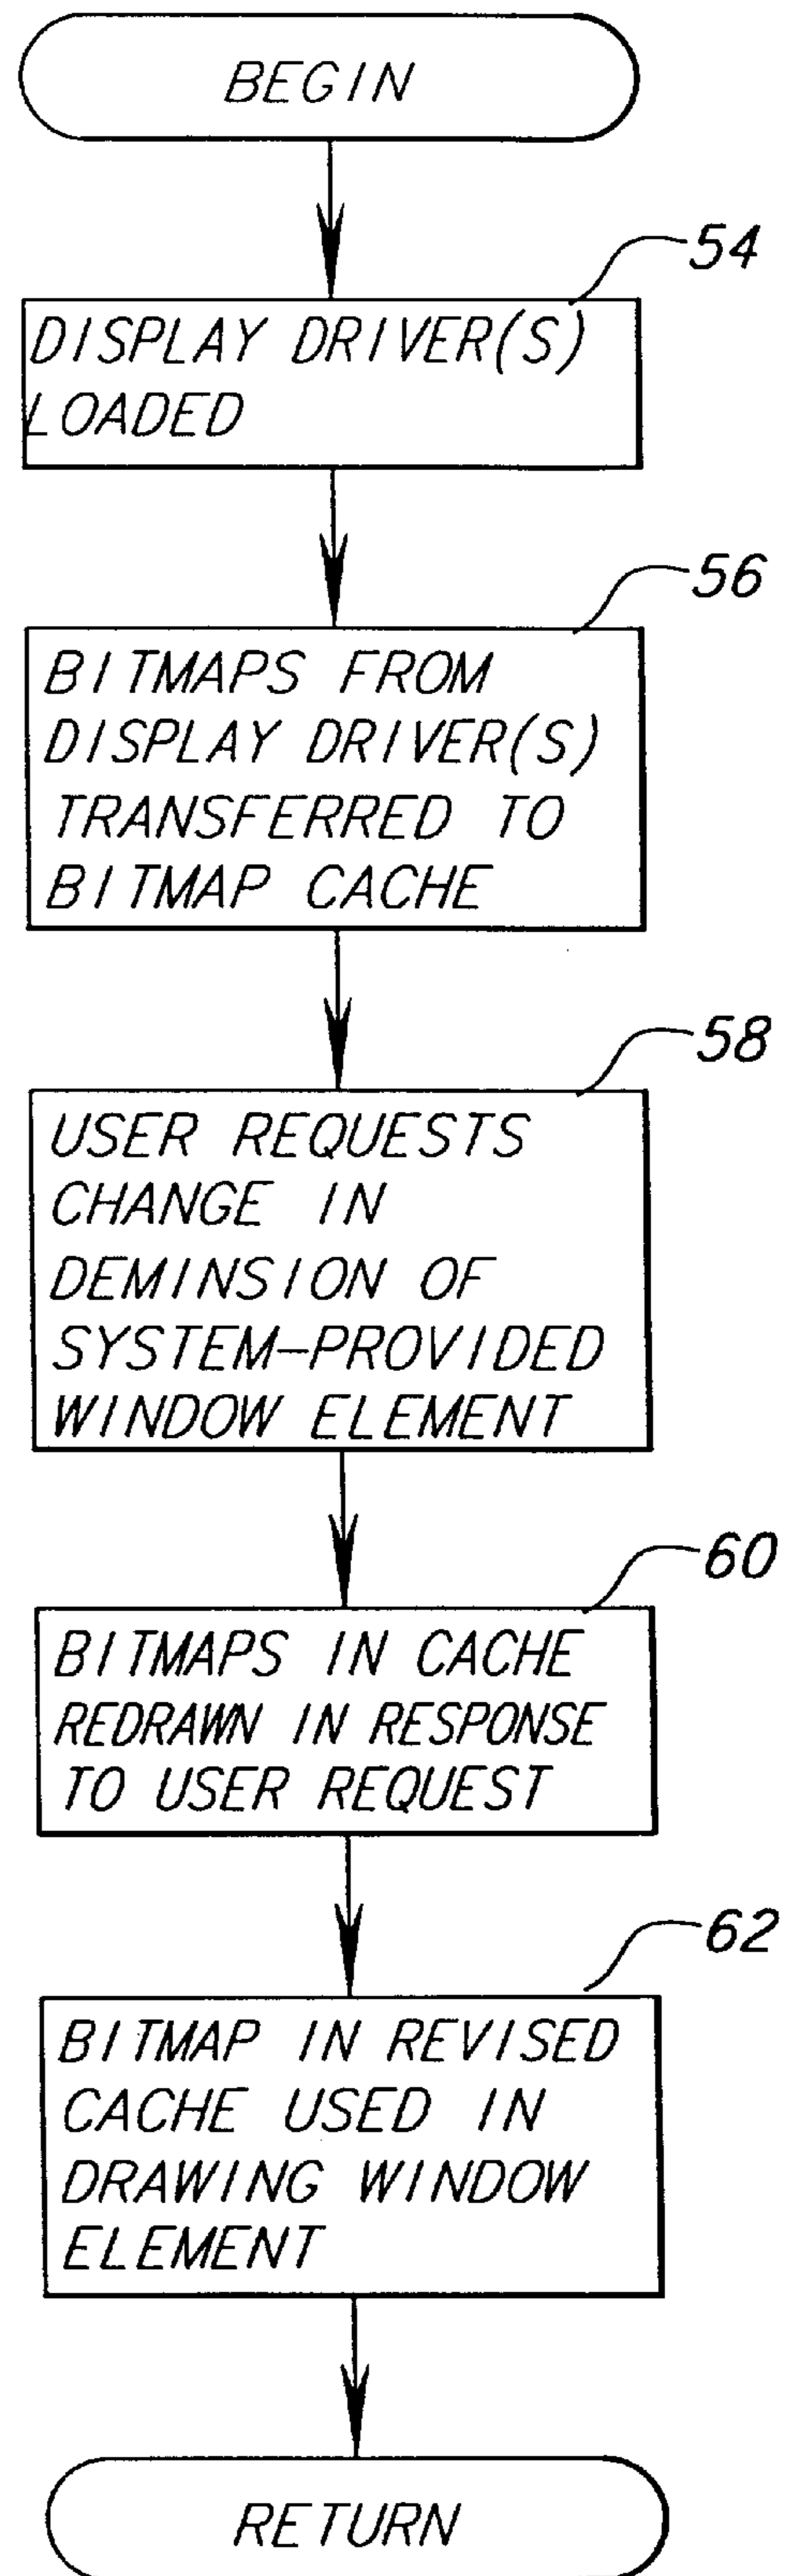 BEGIN
54
DISPLAY DRIVER(S)
LOADED
56
BITMAPS FROM
DISPLAY DRIVER(S)
TRANSFERRED TO
BITMAP CACHE
58
USER REQUESTS
CHANGE IN
DEMINSION OF
SYSTEM-PROVIDED
WINDOW ELEMENT
60
BITMAPS IN CACHE
REDRAWN IN RESPONSE
TO USER REQUEST
62
BITMAP IN REVISED
CACHE USED IN
DRAWING WINDOW
ELEMENT
RETURN